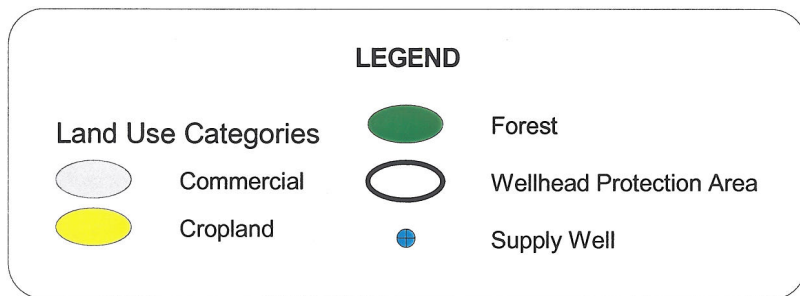 LEGEND
Land Use Categories
Commercial
Cropland
Forest
Wellhead Protection Area
Supply Well